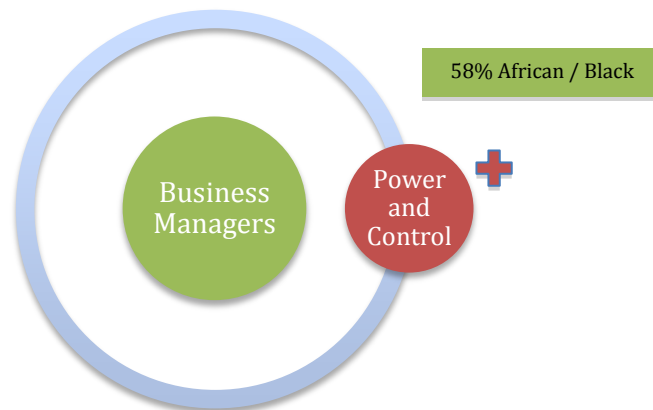 58% African / Black
Business
Managers
Power
and
Control